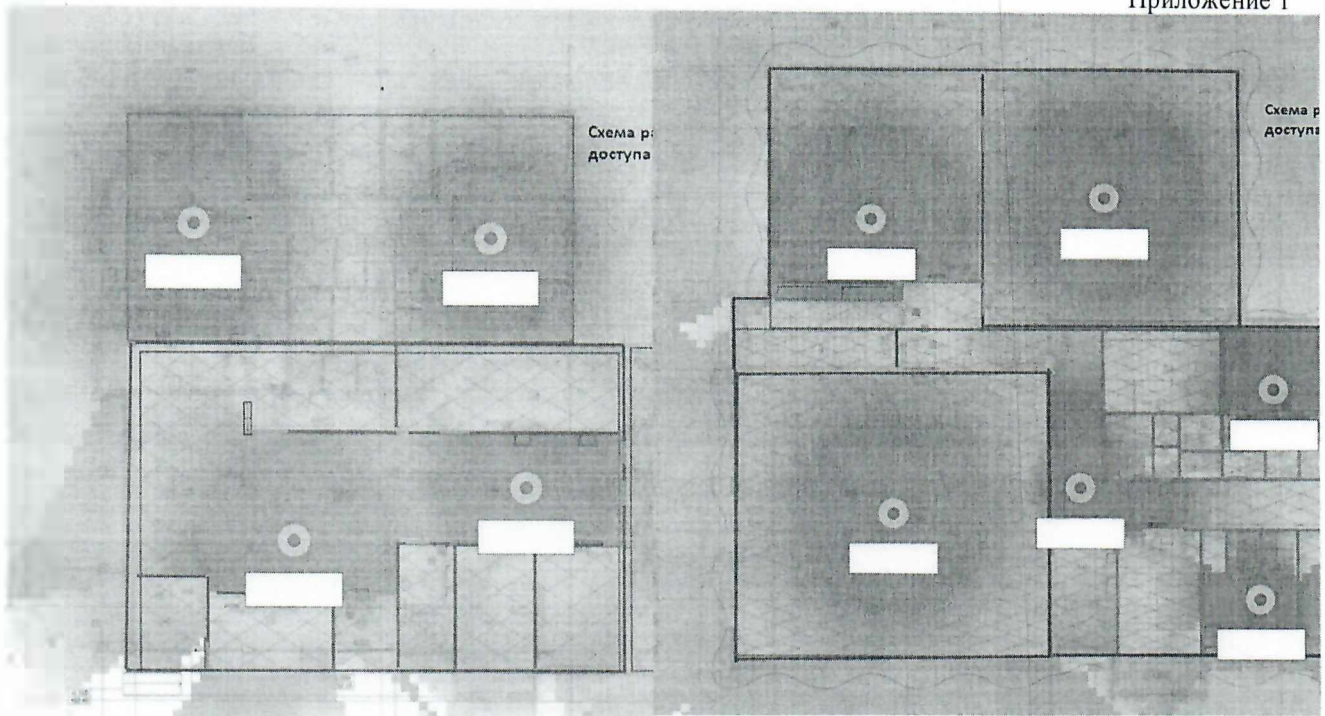 Приложение 1
Схема р
доступа
Схема р
доступа